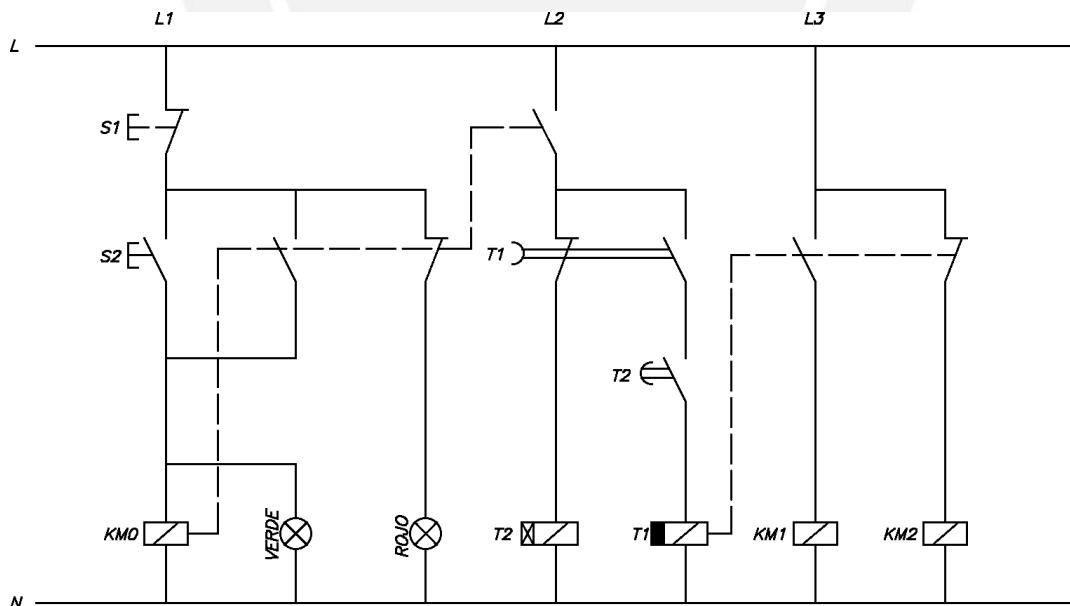 L1 L2 L3
L
S1
S2 T1
T2
KM0 VERDE ROJO T2 T1 KM1 KM2
N